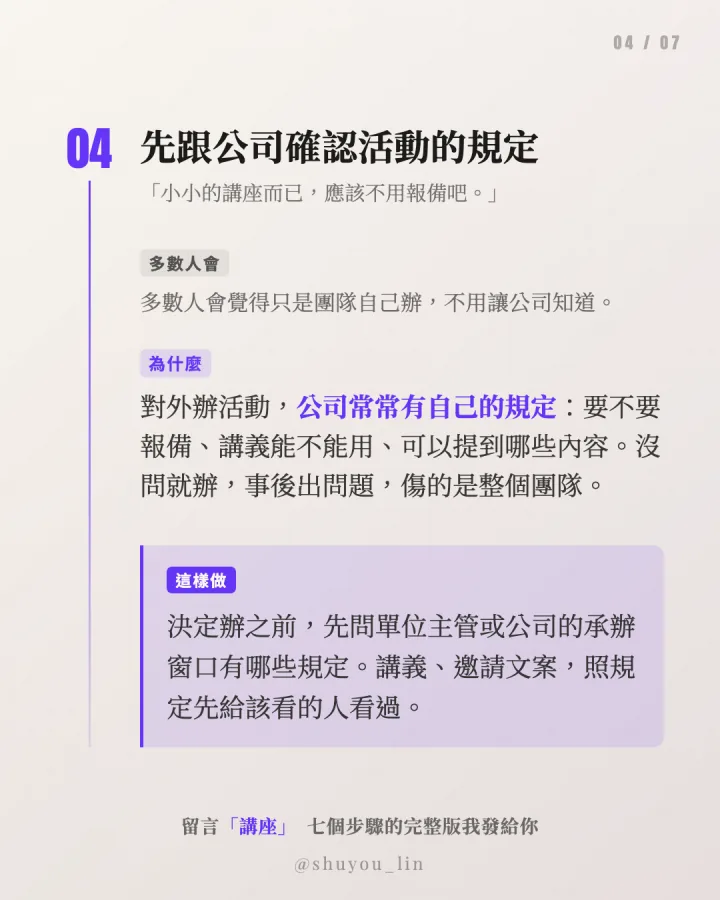 04 / 07
04 先跟公司確認活動的規定
「小小的講座而已，應該不用報備吧。」
多數人會
多數人會覺得只是團隊自己辦，不用讓公司知道。
為什麼
對外辦活動，公司常常有自己的規定：要不要
報備、講義能不能用、可以提到哪些內容。沒
問就辦，事後出問題，傷的是整個團隊。
這樣做
決定辦之前，先問單位主管或公司的承辦
窗口有哪些規定。講義、邀請文案，照規
定先給該看的人看過。
留言「講座」 七個步驟的完整版我發給你
@shuyou_lin